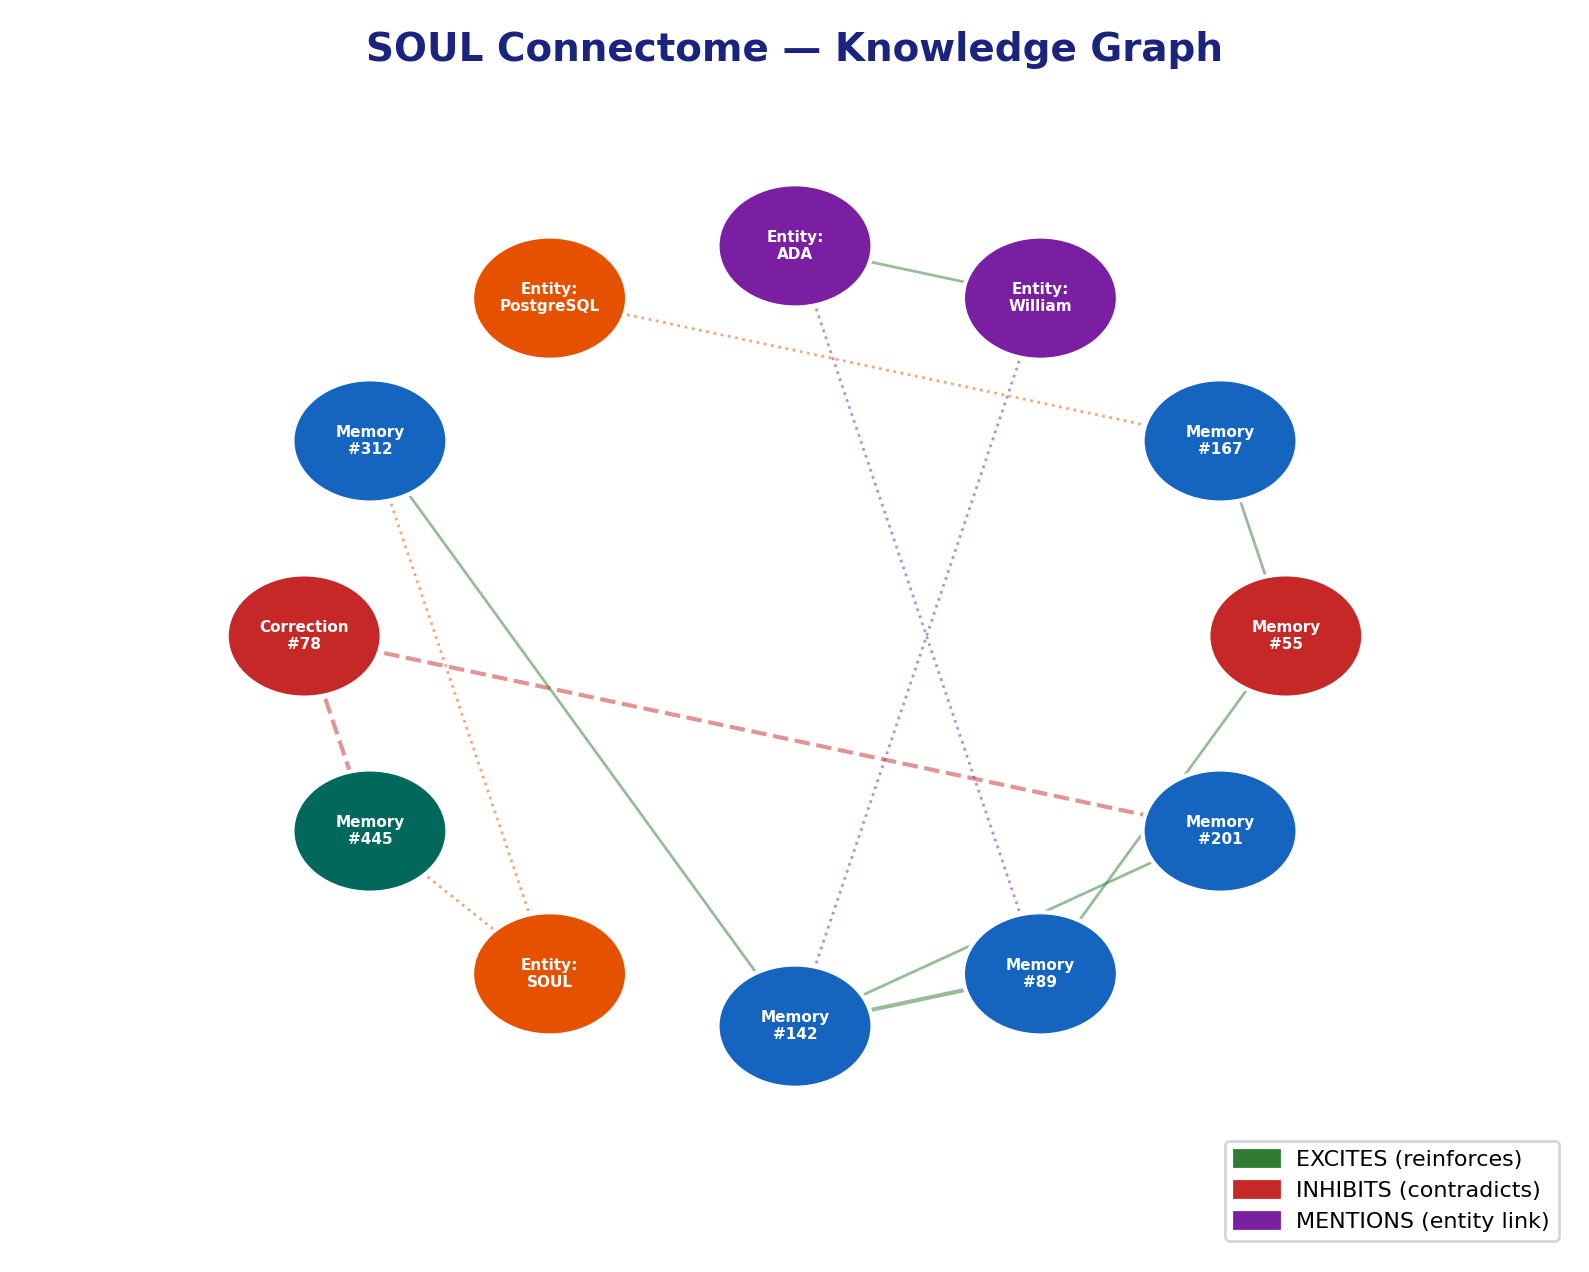 SOUL Connectome — Knowledge Graph
Entity:
ADA
Entity:
PostgreSQL
Entity:
William
Memory
#312
Memory
#167
Correction
#78
Memory
#55
Memory
#445
Memory
#201
Entity:
SOUL
Memory
#89
Memory
#142
EXCITES (reinforces)
INHIBITS (contradicts)
MENTIONS (entity link)